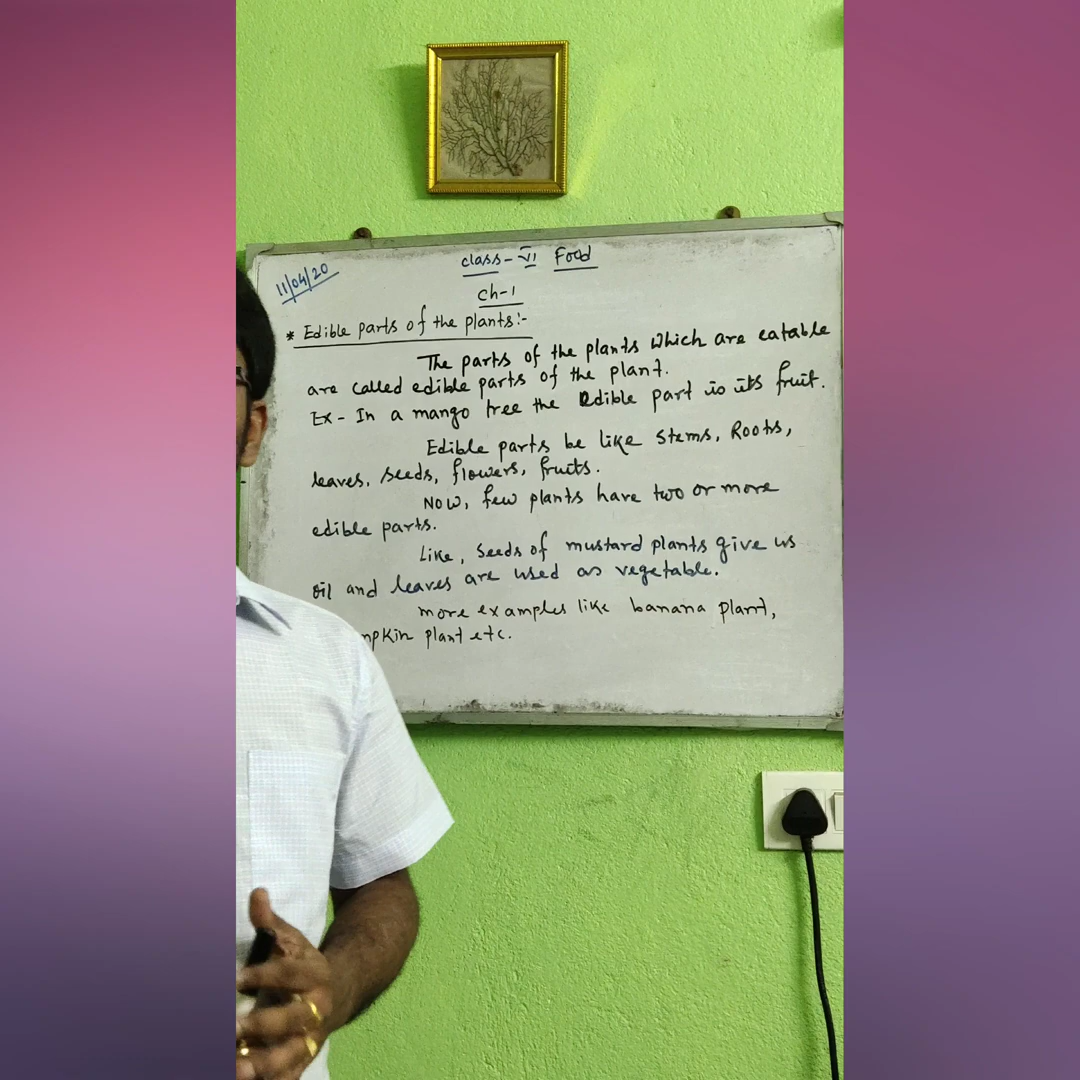 11/04/20
class-VI Food
ch-1
* Edible parts of the plants:-
The parts of the plants which are eatable
are called edible parts of the plant.
Ex- In a mango tree the Edible part is its fruit.
Edible parts be like stems, Roots,
leaves, seeds, flowers, fruits.
Now, few plants have two or more
edible parts.
Like, seeds of mustard plants give us
oil and leaves are used as vegetable.
more examples like banana plant,
plant etc.